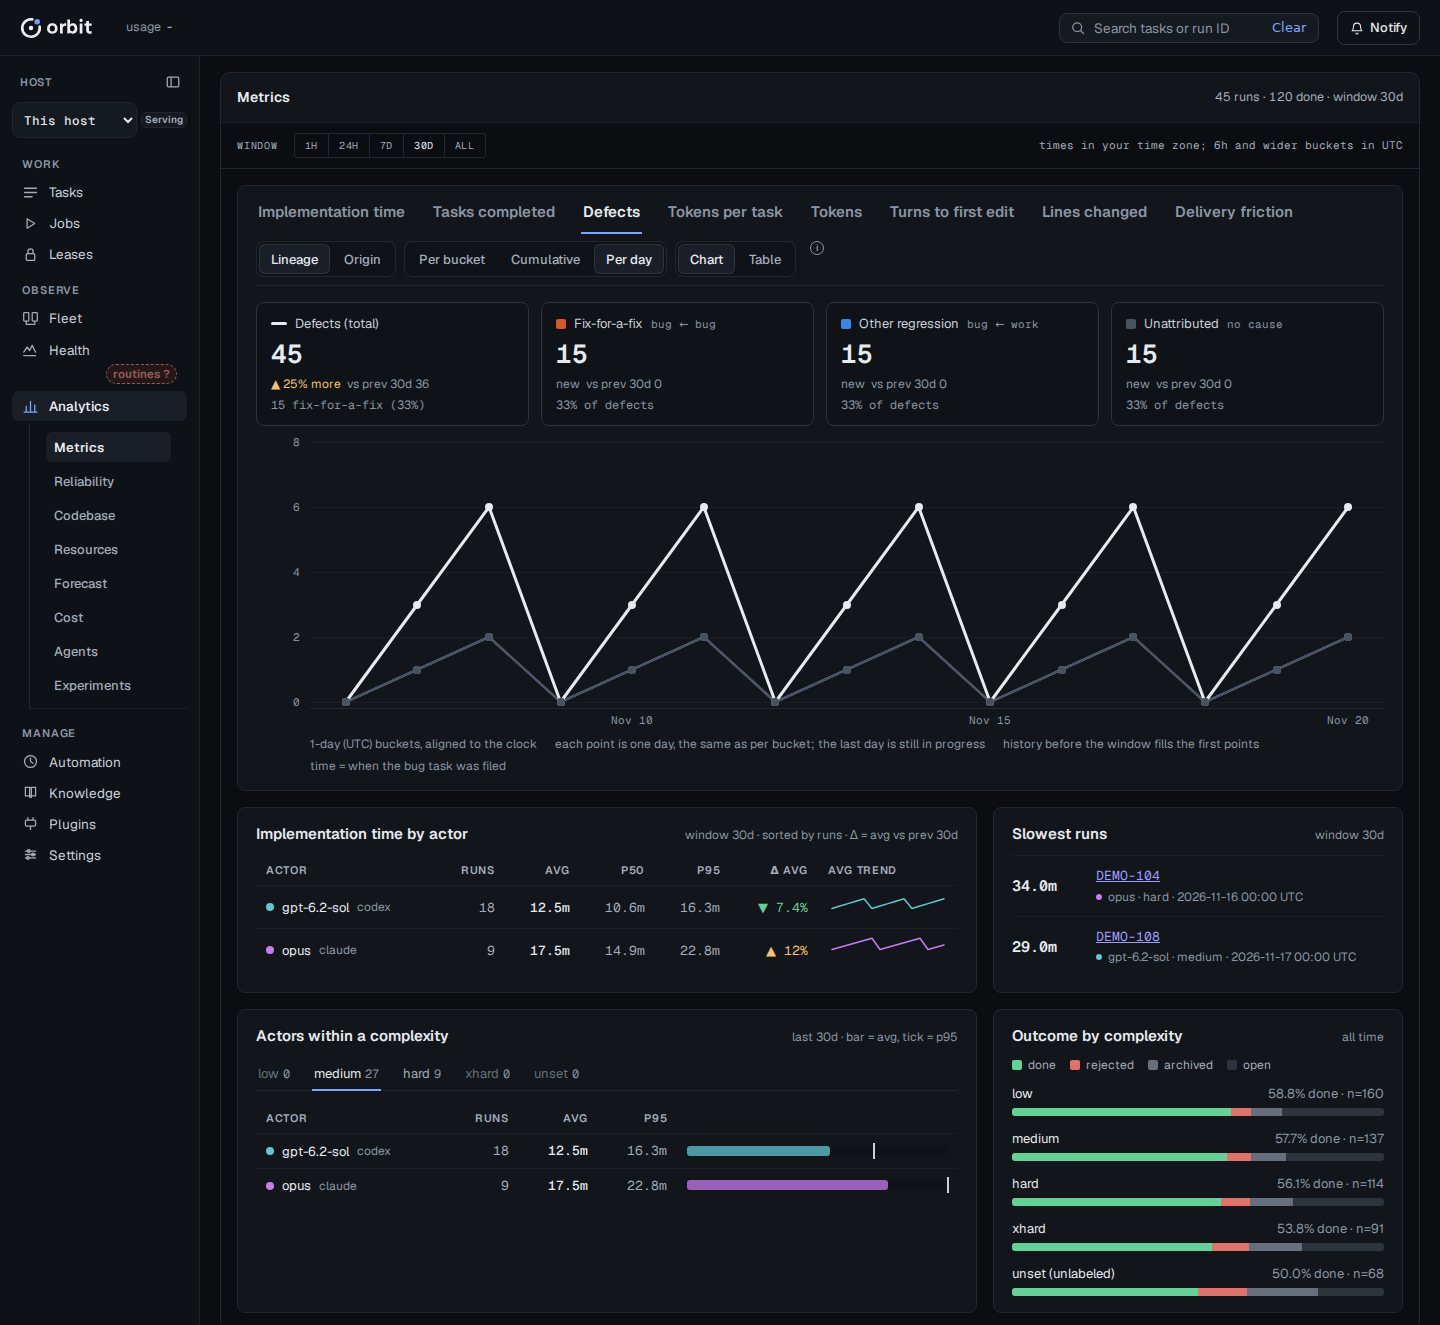 orbit
usage -
Search tasks or run ID
Clear
Notify
HOST
This host
Serving
WORK
Tasks
Jobs
Leases
OBSERVE
Fleet
Health
routines ?
Analytics
Metrics
Reliability
Codebase
Resources
Forecast
Cost
Agents
Experiments
MANAGE
Automation
Knowledge
Plugins
Settings
Metrics
45 runs · 120 done · window 30d
WINDOW 1H 24H 7D 30D ALL
times in your time zone; 6h and wider buckets in UTC
Implementation time Tasks completed Defects Tokens per task Tokens Turns to first edit Lines changed Delivery friction
Lineage Origin Per bucket Cumulative Per day Chart Table
Defects (total)
45
▲ 25% more vs prev 30d 36
15 fix-for-a-fix (33%)
Fix-for-a-fix bug ← bug
15
new vs prev 30d 0
33% of defects
Other regression bug ← work
15
new vs prev 30d 0
33% of defects
Unattributed no cause
15
new vs prev 30d 0
33% of defects
8
6
4
2
0
Nov 10 Nov 15 Nov 20
1-day (UTC) buckets, aligned to the clock each point is one day, the same as per bucket; the last day is still in progress history before the window fills the first points
time = when the bug task was filed
Implementation time by actor
window 30d · sorted by runs · Δ = avg vs prev 30d
ACTOR RUNS AVG P50 P95 Δ AVG AVG TREND
gpt-6.2-sol codex 18 12.5m 10.6m 16.3m ▼ 7.4%
opus claude 9 17.5m 14.9m 22.8m ▲ 12%
Slowest runs
window 30d
34.0m
DEMO-104
opus · hard · 2026-11-16 00:00 UTC
29.0m
DEMO-108
gpt-6.2-sol · medium · 2026-11-17 00:00 UTC
Actors within a complexity
last 30d · bar = avg, tick = p95
low 0 medium 27 hard 9 xhard 0 unset 0
ACTOR RUNS AVG P95
gpt-6.2-sol codex 18 12.5m 16.3m
opus claude 9 17.5m 22.8m
Outcome by complexity
all time
done rejected archived open
low 58.8% done · n=160
medium 57.7% done · n=137
hard 56.1% done · n=114
xhard 53.8% done · n=91
unset (unlabeled) 50.0% done · n=68